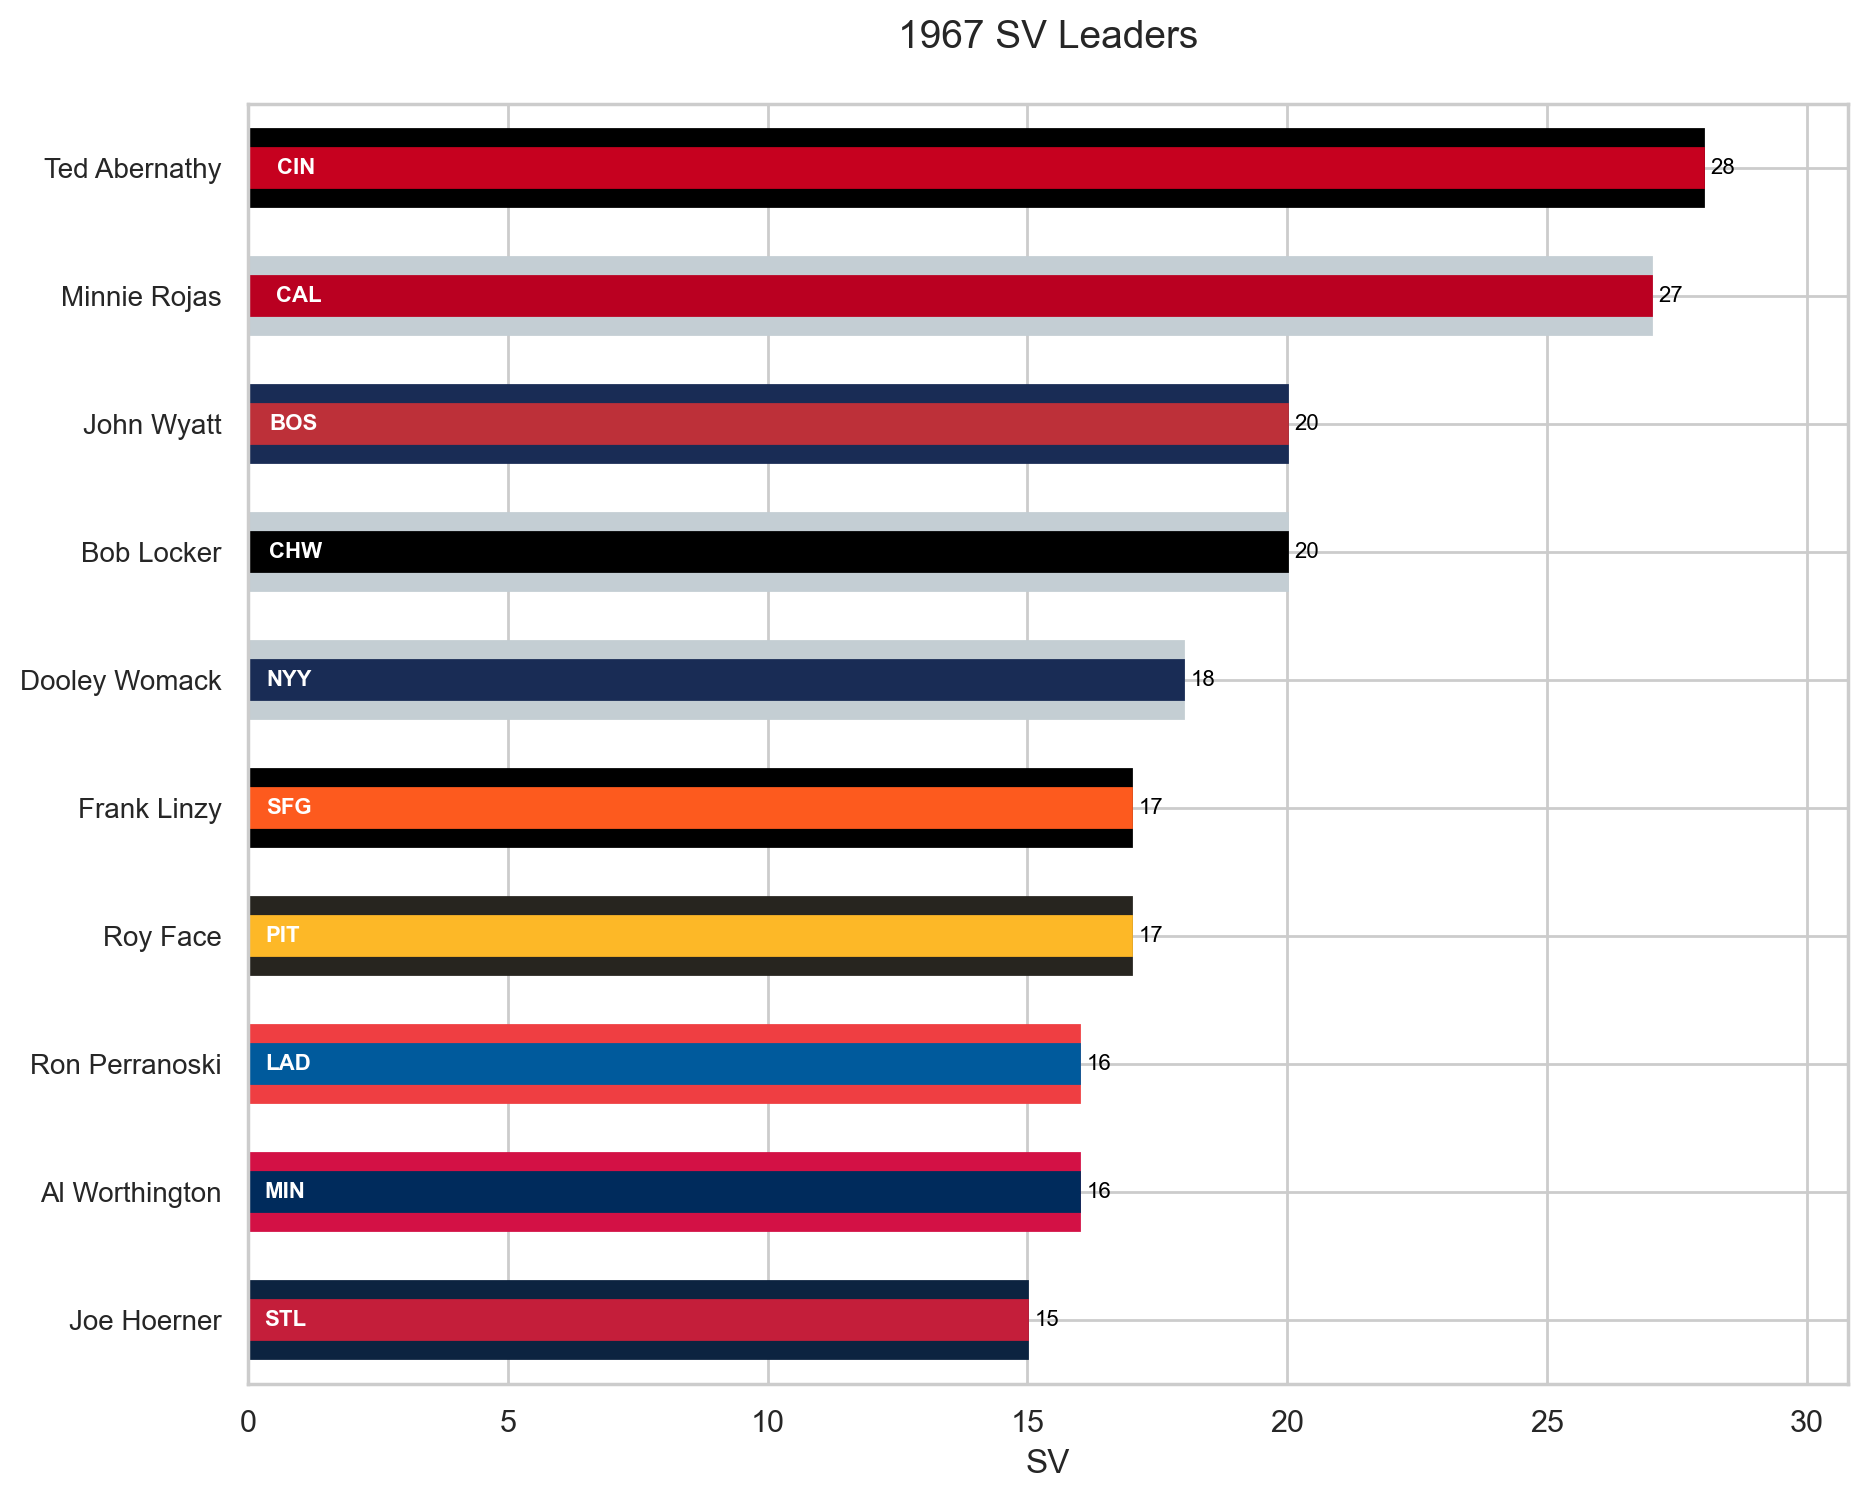 1967 SV Leaders
Ted Abernathy CIN 28
Minnie Rojas CAL 27
John Wyatt BOS 20
Bob Locker CHW 20
Dooley Womack NYY 18
Frank Linzy SFG 17
Roy Face PIT 17
Ron Perranoski LAD 16
Al Worthington MIN 16
Joe Hoerner STL 15
0 5 10 15 20 25 30
SV